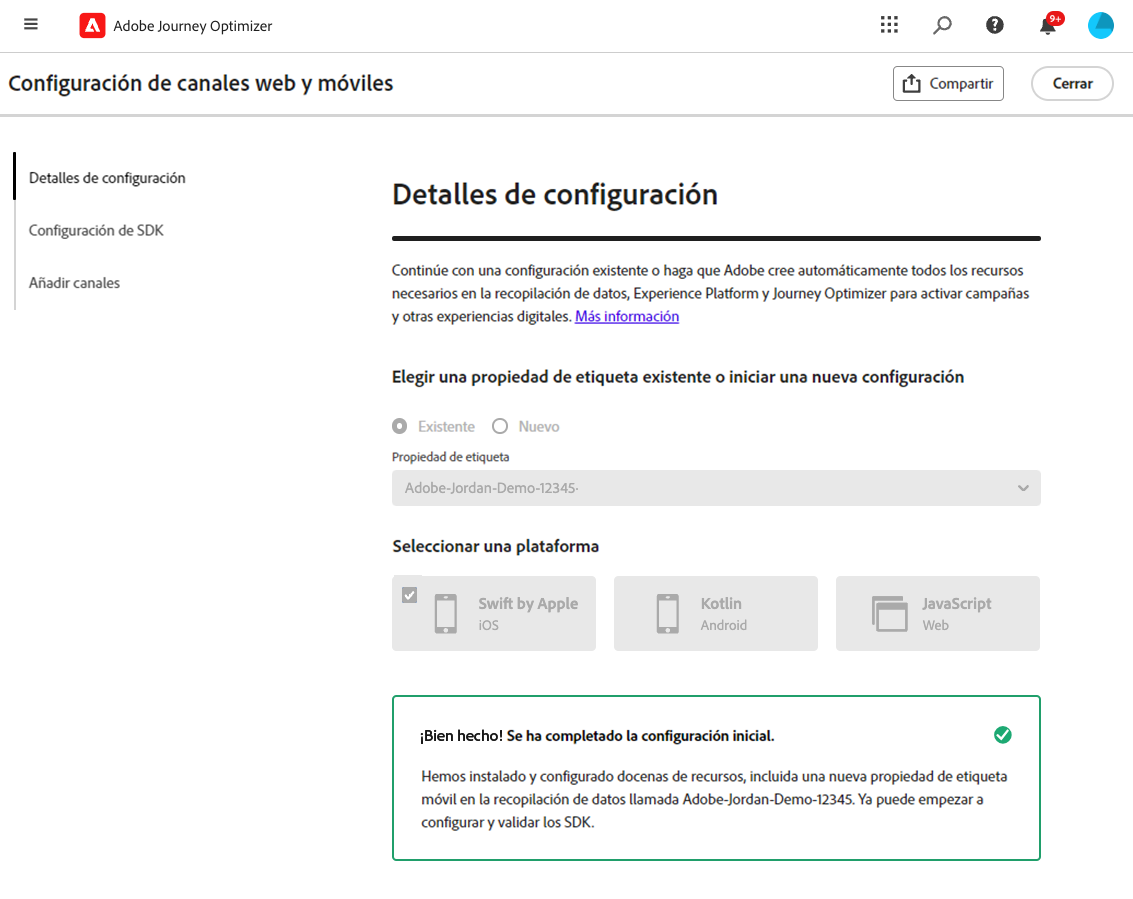 Adobe Journey Optimizer
9+
Configuración de canales web y móviles
Compartir
Cerrar
Detalles de configuración
Configuración de SDK
Añadir canales
Detalles de configuración
Continúe con una configuración existente o haga que Adobe cree automáticamente todos los recursos
necesarios en la recopilación de datos, Experience Platform y Journey Optimizer para activar campañas
y otras experiencias digitales. Más información
Elegir una propiedad de etiqueta existente o iniciar una nueva configuración
Existente Nuevo
Propiedad de etiqueta
Adobe-Jordan-Demo-12345·
Seleccionar una plataforma
Swift by Apple
iOS
Kotlin
Android
JavaScript
Web
¡Bien hecho! Se ha completado la configuración inicial.
Hemos instalado y configurado docenas de recursos, incluida una nueva propiedad de etiqueta
móvil en la recopilación de datos llamada Adobe-Jordan-Demo-12345. Ya puede empezar a
configurar y validar los SDK.